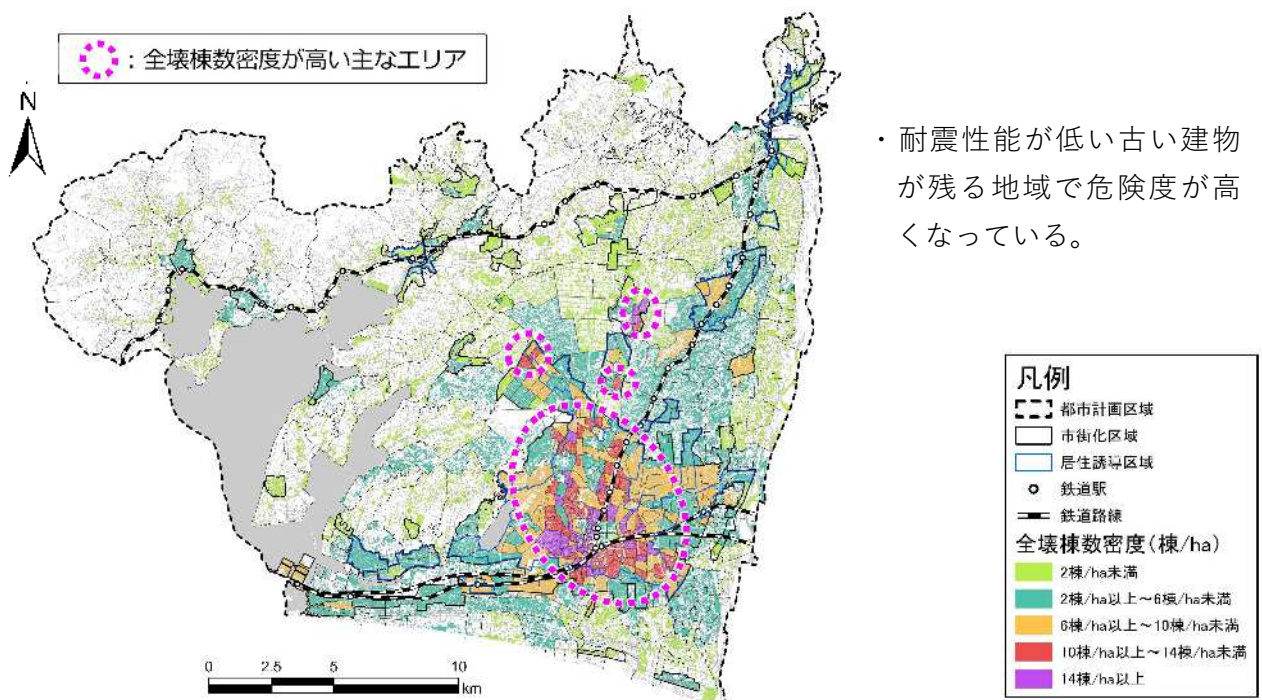 ：全壊棟数密度が高い主なエリア
N
・耐震性能が低い古い建物
が残る地域で危険度が高
くなっている。
凡例
都市計画区域
市街化区域
居住誘導区域
鉄道駅
鉄道路線
全壊棟数密度(棟/ha)
2棟/ha未満
2棟/ha以上～6棟/ha未満
6棟/ha以上～10棟/ha未満
10棟/ha以上～14棟/ha未満
14棟/ha以上
0 2.5 5 10
km